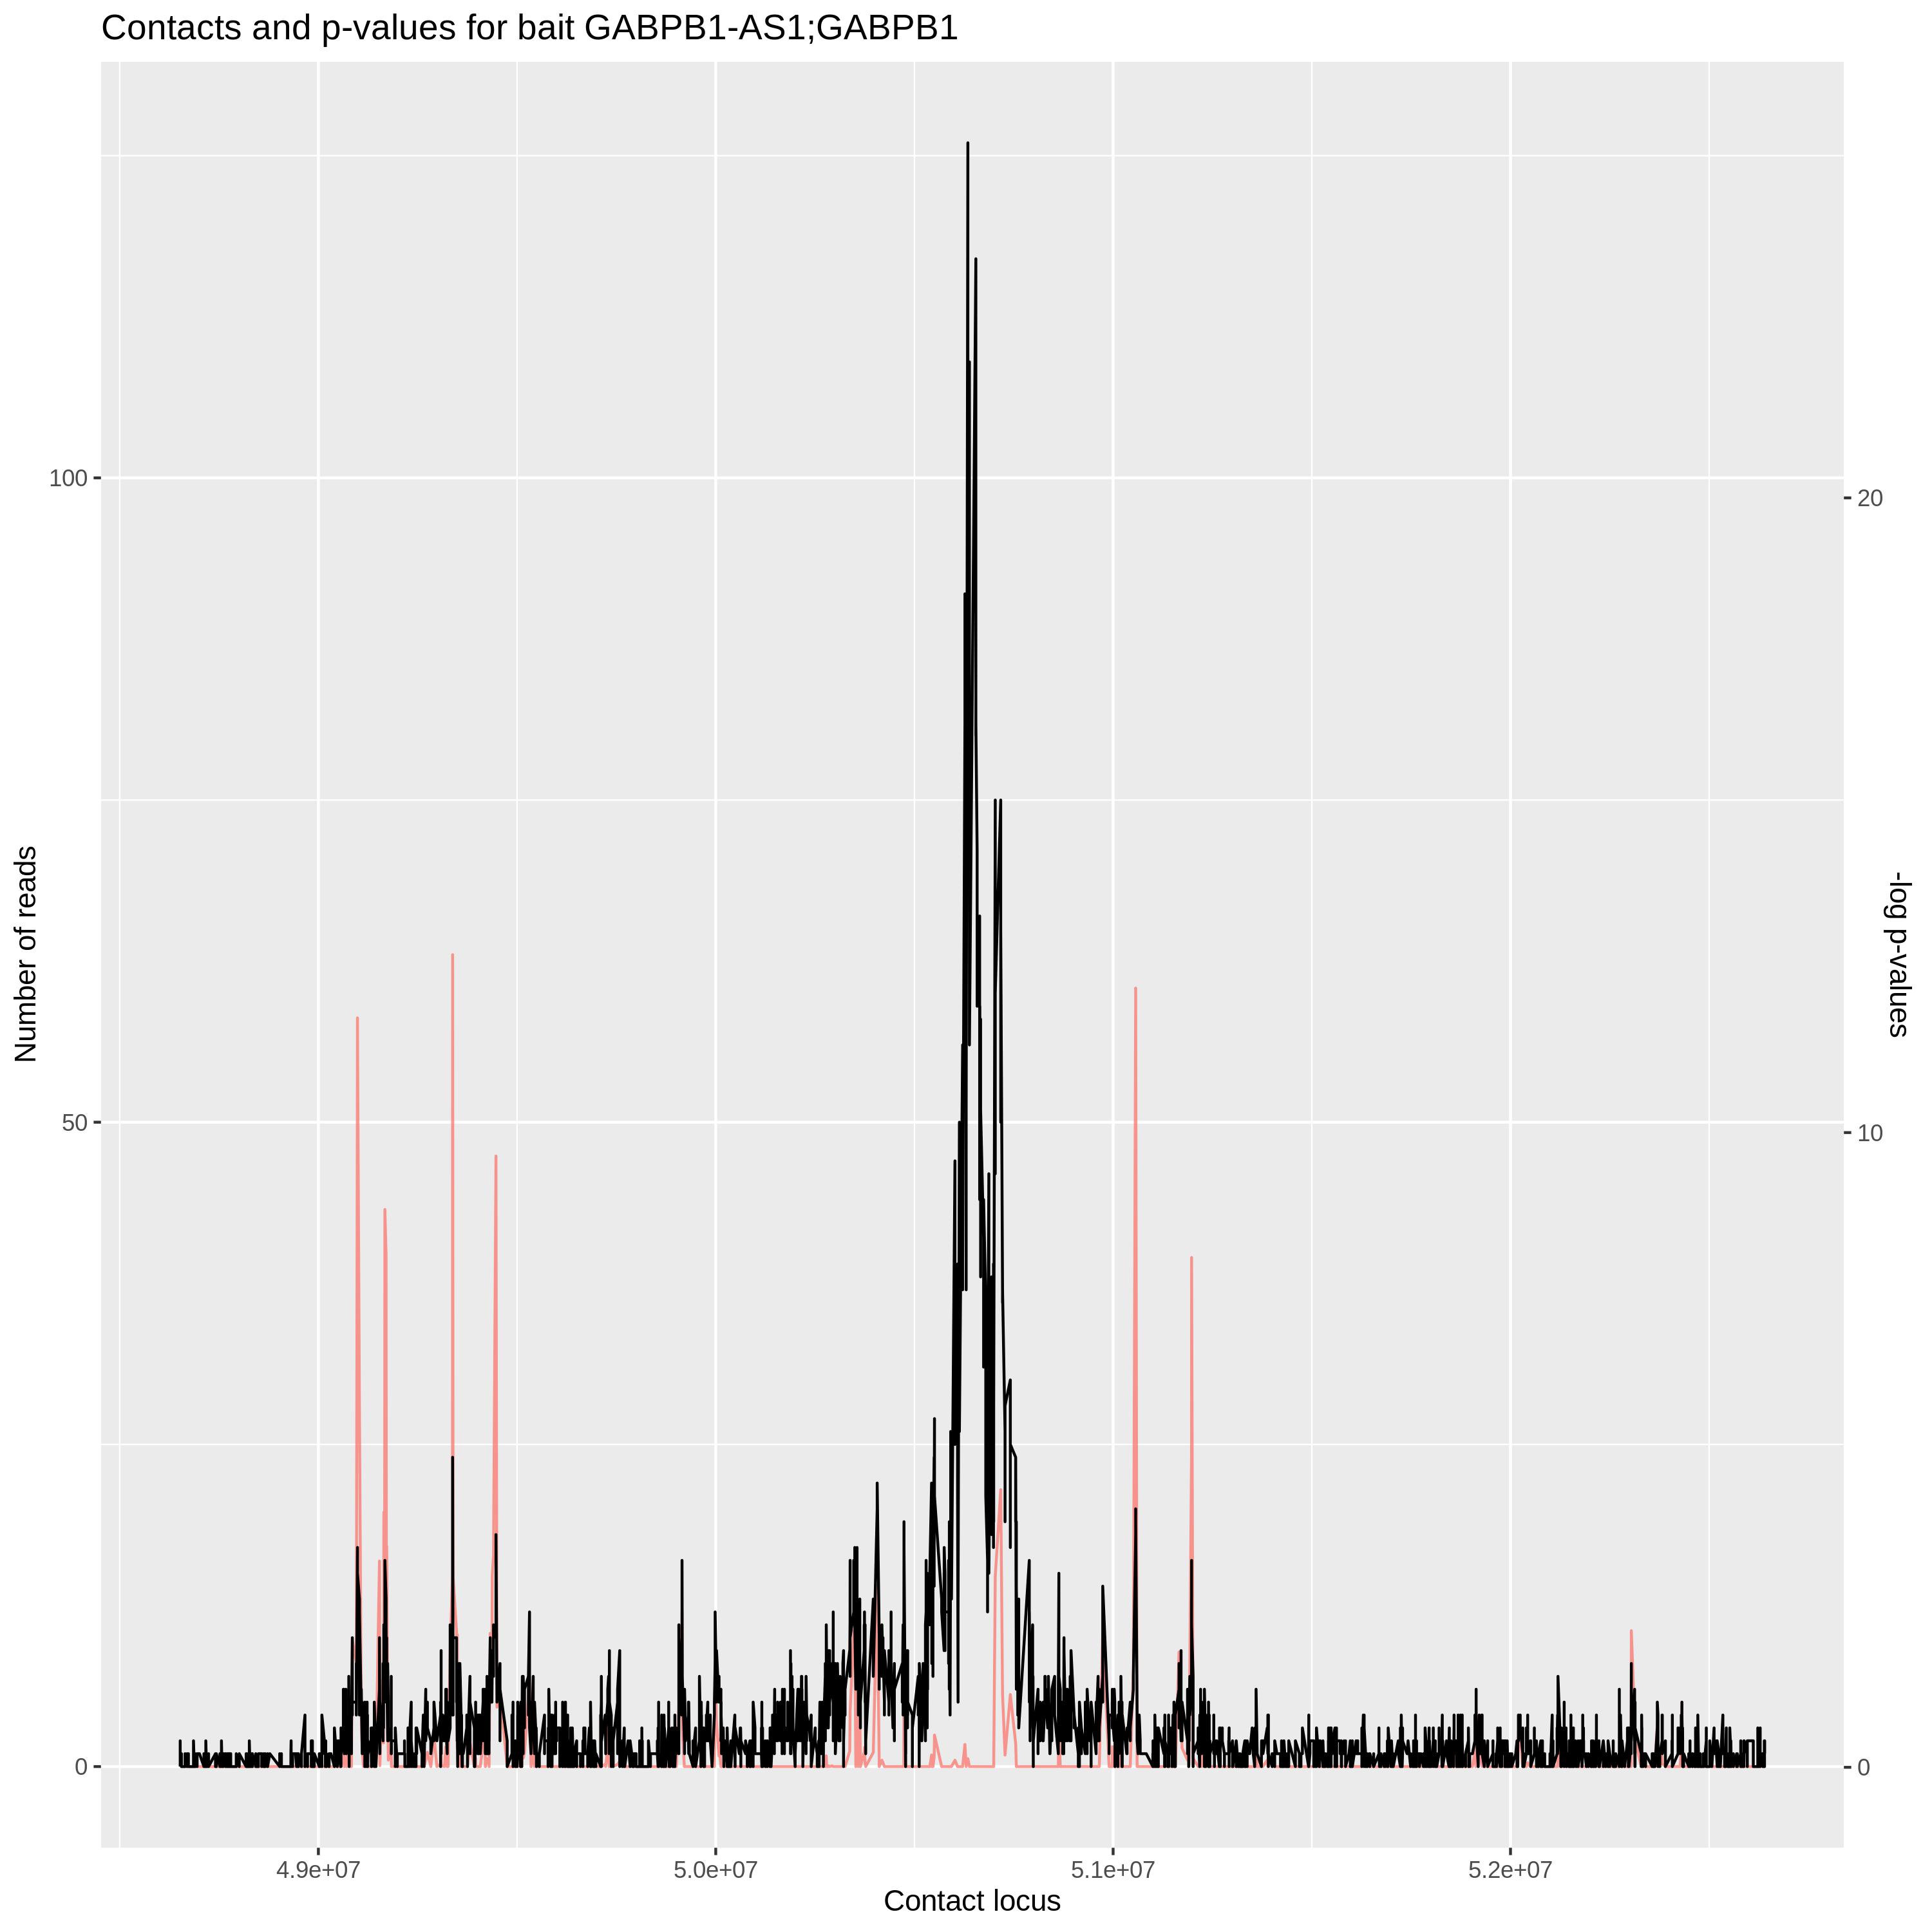 Contacts and p-values for bait GABPB1-AS1;GABPB1
Number of reads
100
50
0
20
10
0
-log p-values
4.9e+07
5.0e+07
5.1e+07
5.2e+07
Contact locus